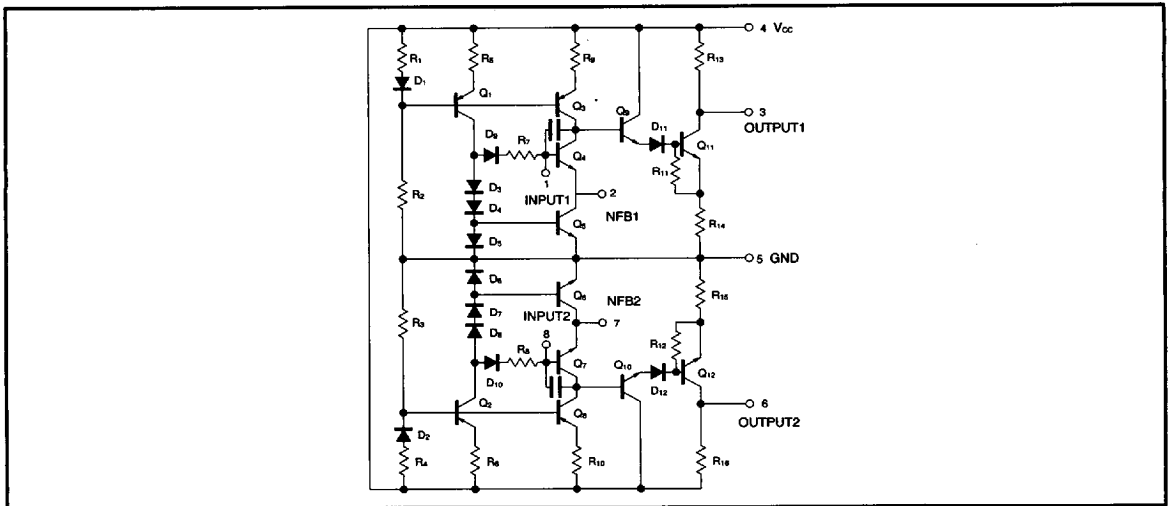 4 Vcc
R1
R5
R9
R13
D1
Q1
Q3
Q9
3
OUTPUT1
D11
Q11
D9
R7
Q4
R11
1
INPUT1
2
NFB1
D3
R2
D4
Q5
R14
D5
5 GND
D6
R15
Q6
NFB2
INPUT2
D7
7
R3
D8
8
R12
R8
Q7
Q10
Q12
D10
D12
Q2
Q8
6
OUTPUT2
D2
R4
R6
R10
R16